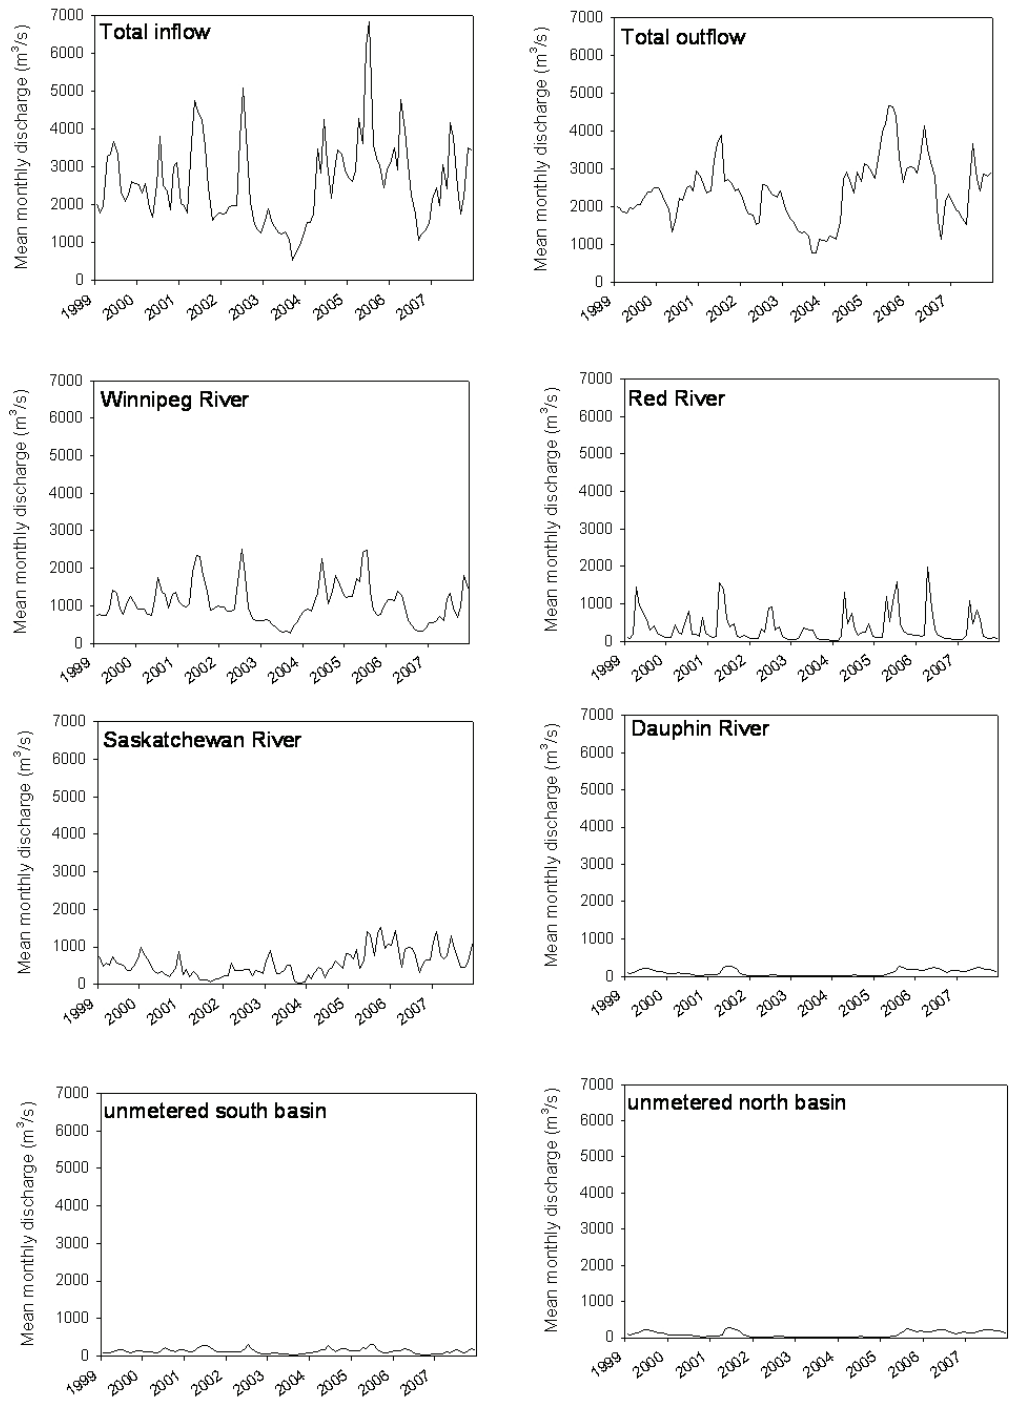 Total inflow
Mean monthly discharge (m³/s)
7000
6000
5000
4000
3000
2000
1000
0
1999 2000 2001 2002 2003 2004 2005 2006 2007
Total outflow
Mean monthly discharge (m³/s)
7000
6000
5000
4000
3000
2000
1000
0
1999 2000 2001 2002 2003 2004 2005 2006 2007
Winnipeg River
Mean monthly discharge (m³/s)
7000
6000
5000
4000
3000
2000
1000
0
1999 2000 2001 2002 2003 2004 2005 2006 2007
Red River
Mean monthly discharge (m³/s)
7000
6000
5000
4000
3000
2000
1000
0
1999 2000 2001 2002 2003 2004 2005 2006 2007
Saskatchewan River
Mean monthly discharge (m³/s)
7000
6000
5000
4000
3000
2000
1000
0
1999 2000 2001 2002 2003 2004 2005 2006 2007
Dauphin River
Mean monthly discharge (m³/s)
7000
6000
5000
4000
3000
2000
1000
0
1999 2000 2001 2002 2003 2004 2005 2006 2007
unmetered south basin
Mean monthly discharge (m³/s)
7000
6000
5000
4000
3000
2000
1000
0
1999 2000 2001 2002 2003 2004 2005 2006 2007
unmetered north basin
Mean monthly discharge (m³/s)
7000
6000
5000
4000
3000
2000
1000
0
1999 2000 2001 2002 2003 2004 2005 2006 2007